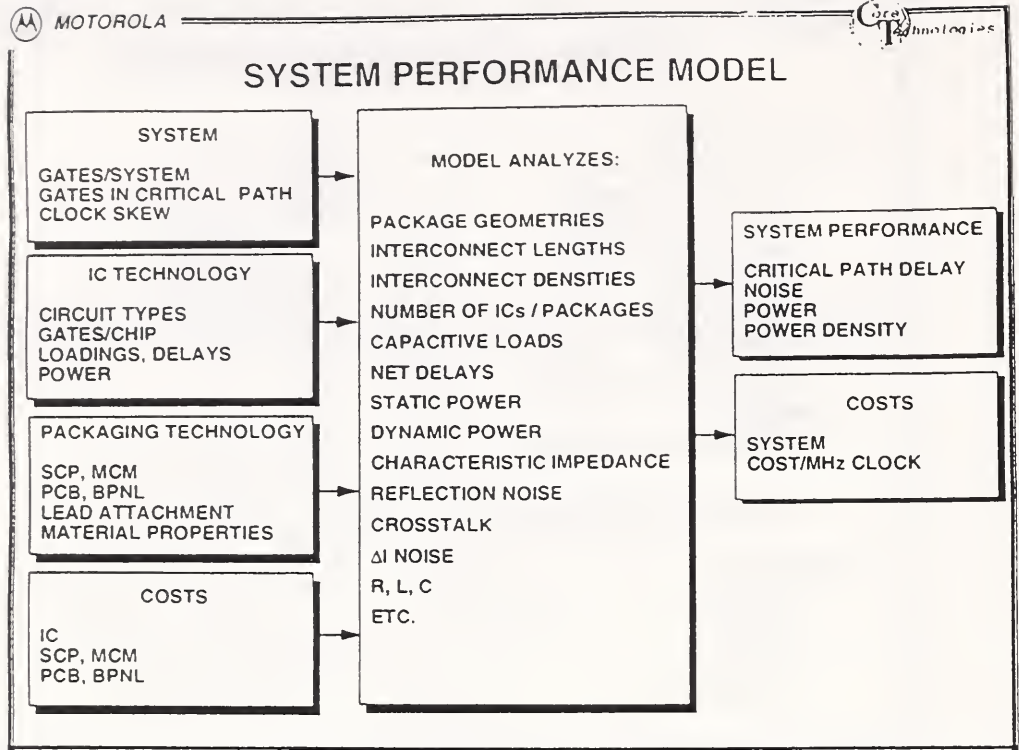 MOTOROLA
Core
Technologies
SYSTEM PERFORMANCE MODEL
SYSTEM
GATES/SYSTEM
GATES IN CRITICAL PATH
CLOCK SKEW
IC TECHNOLOGY
CIRCUIT TYPES
GATES/CHIP
LOADINGS, DELAYS
POWER
PACKAGING TECHNOLOGY
SCP, MCM
PCB, BPNL
LEAD ATTACHMENT
MATERIAL PROPERTIES
COSTS
IC
SCP, MCM
PCB, BPNL
MODEL ANALYZES:
PACKAGE GEOMETRIES
INTERCONNECT LENGTHS
INTERCONNECT DENSITIES
NUMBER OF ICs / PACKAGES
CAPACITIVE LOADS
NET DELAYS
STATIC POWER
DYNAMIC POWER
CHARACTERISTIC IMPEDANCE
REFLECTION NOISE
CROSSTALK
ΔI NOISE
R, L, C
ETC.
SYSTEM PERFORMANCE
CRITICAL PATH DELAY
NOISE
POWER
POWER DENSITY
COSTS
SYSTEM
COST/MHz CLOCK